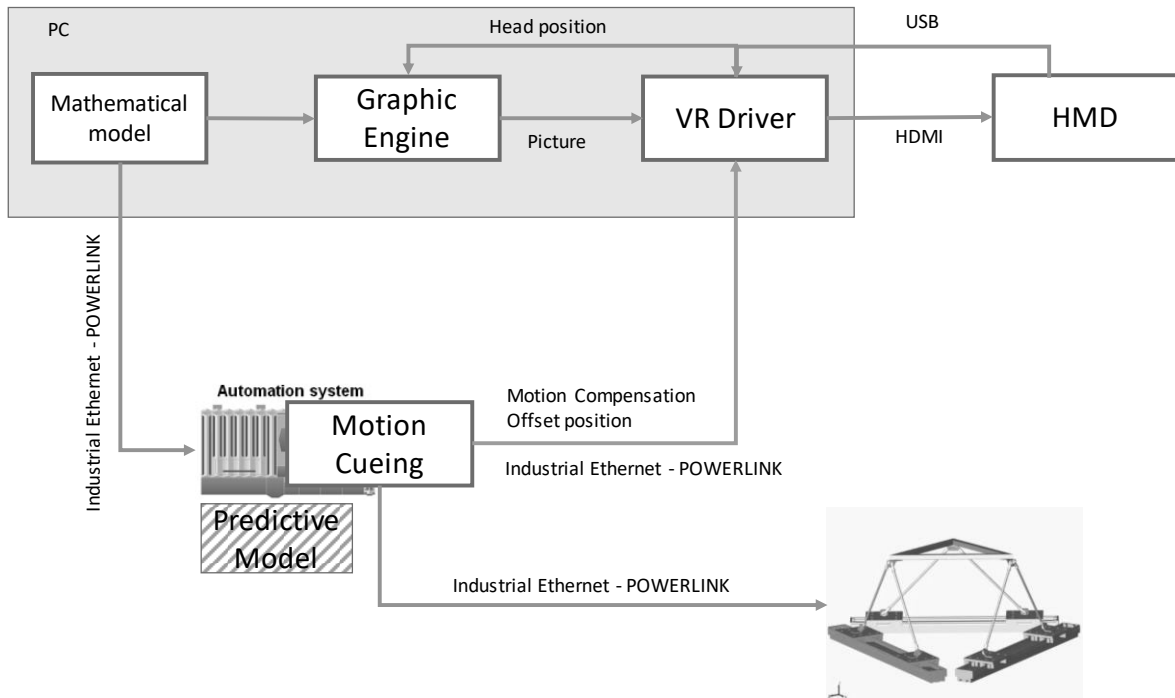 PC
Head position
USB
Mathematical
model
Graphic
Engine
Picture
VR Driver
HDMI
HMD
Industrial Ethernet - POWERLINK
Automation system
Motion
Cueing
Predictive
Model
Motion Compensation
Offset position
Industrial Ethernet - POWERLINK
Industrial Ethernet - POWERLINK